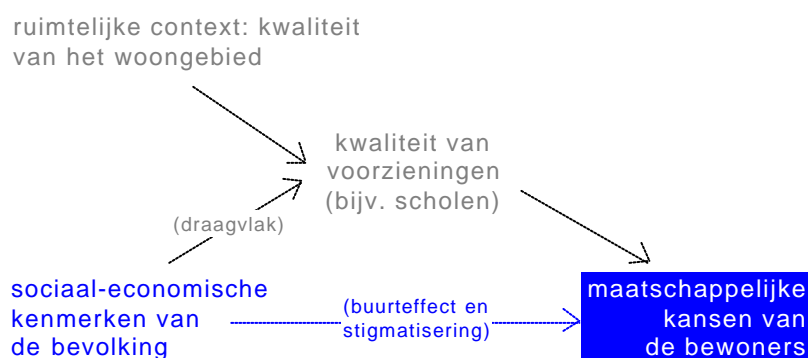 ruimtelijke context: kwaliteit
van het woongebied
kwaliteit van
voorzieningen
(bijv. scholen)
(draagvlak)
sociaal-economische
kenmerken van
de bevolking
(buurteffect en
stigmatisering)
maatschappelijke
kansen van
de bewoners